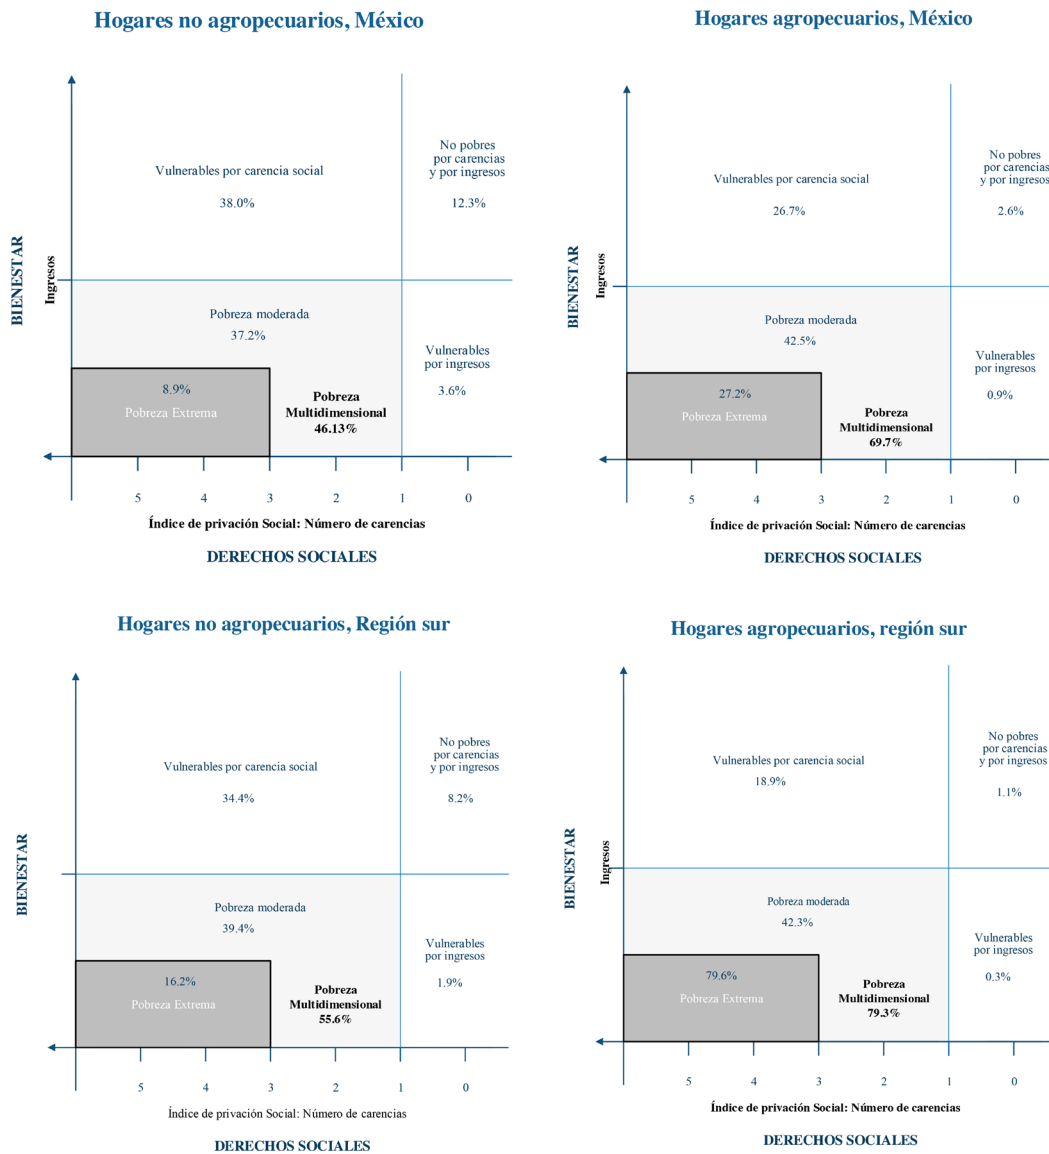 Hogares no agropecuarios, México
BIENESTAR
Ingresos
Vulnerables por carencia social
38.0%
No pobres
por carencias
y por ingresos
12.3%
Pobreza moderada
37.2%
Vulnerables
por ingresos
3.6%
8.9%
Pobreza Extrema
Pobreza
Multidimensional
46.13%
5 4 3 2 1 0
Índice de privación Social: Número de carencias
DERECHOS SOCIALES
Hogares agropecuarios, México
BIENESTAR
Ingresos
Vulnerables por carencia social
26.7%
No pobres
por carencias
y por ingresos
2.6%
Pobreza moderada
42.5%
Vulnerables
por ingresos
0.9%
27.2%
Pobreza Extrema
Pobreza
Multidimensional
69.7%
5 4 3 2 1 0
Índice de privación Social: Número de carencias
DERECHOS SOCIALES
Hogares no agropecuarios, Región sur
BIENESTAR
Vulnerables por carencia social
34.4%
No pobres
por carencias
y por ingresos
8.2%
Pobreza moderada
39.4%
Vulnerables
por ingresos
1.9%
16.2%
Pobreza Extrema
Pobreza
Multidimensional
55.6%
5 4 3 2 1 0
Índice de privación Social: Número de carencias
DERECHOS SOCIALES
Hogares agropecuarios, región sur
BIENESTAR
Ingresos
Vulnerables por carencia social
18.9%
No pobres
por carencias
y por ingresos
1.1%
Pobreza moderada
42.3%
Vulnerables
por ingresos
0.3%
79.6%
Pobreza Extrema
Pobreza
Multidimensional
79.3%
5 4 3 2 1 0
Índice de privación Social: Número de carencias
DERECHOS SOCIALES